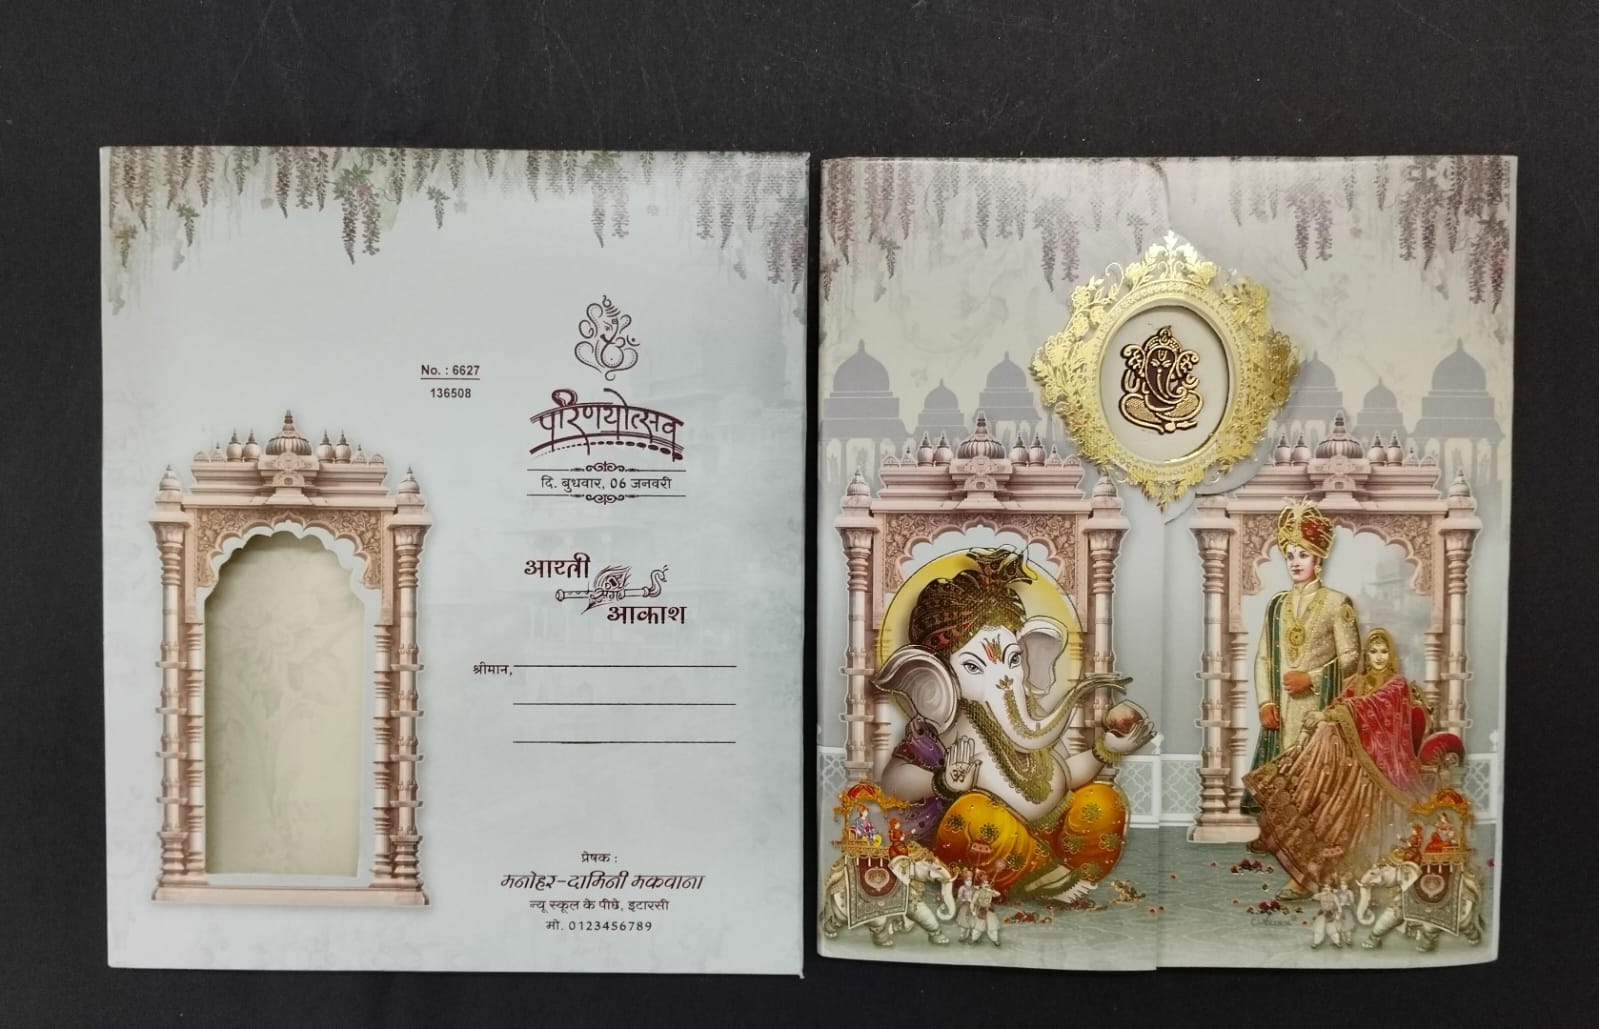 No. : 6627
136508
परिणयोत्सव
दि. बुधवार, 06 जनवरी
आरती
संग
आकाश
श्रीमान,
प्रेषक :
मनोहर-दामिनी मकवाना
न्यू स्कूल के पीछे, इटारसी
मो. 0123456789